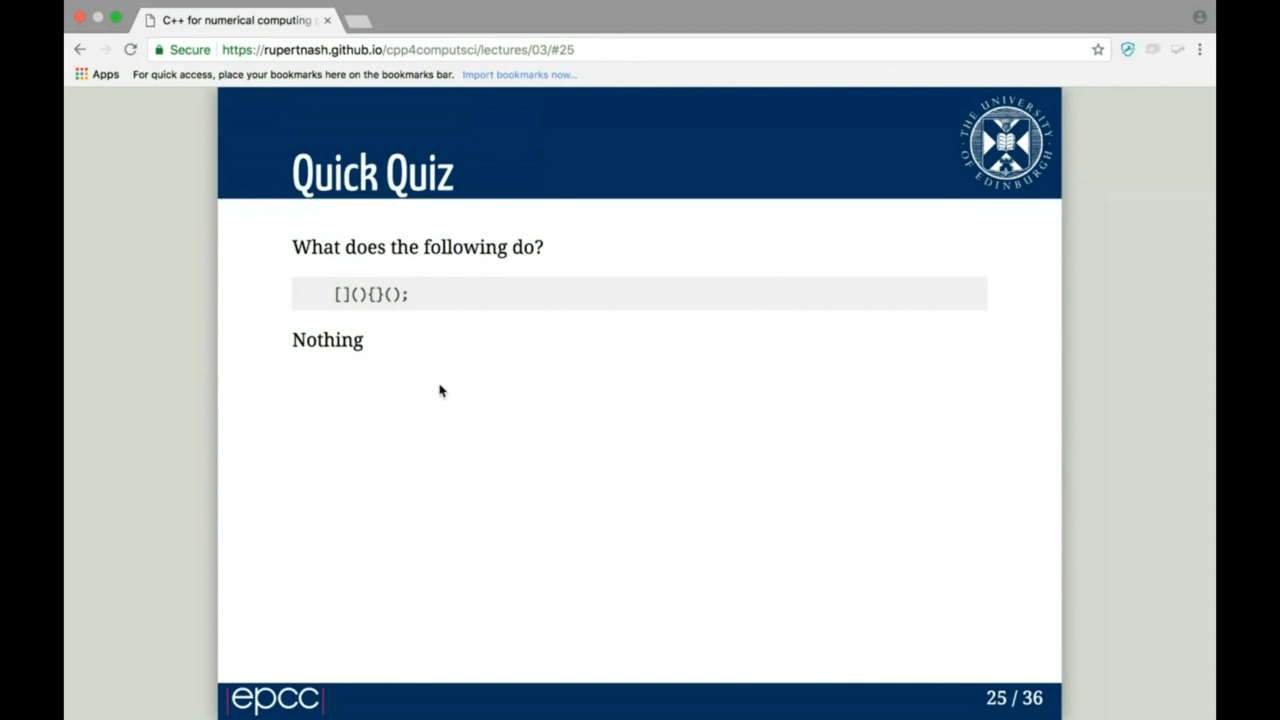 C++ for numerical computing
Secure
https://rupertnash.github.io/cpp4computsci/lectures/03/#25
Apps
For quick access, place your bookmarks here on the bookmarks bar.
Import bookmarks now...
THE UNIVERSITY OF EDINBURGH
Quick Quiz
What does the following do?
[](){}();
Nothing
epcc
25 / 36